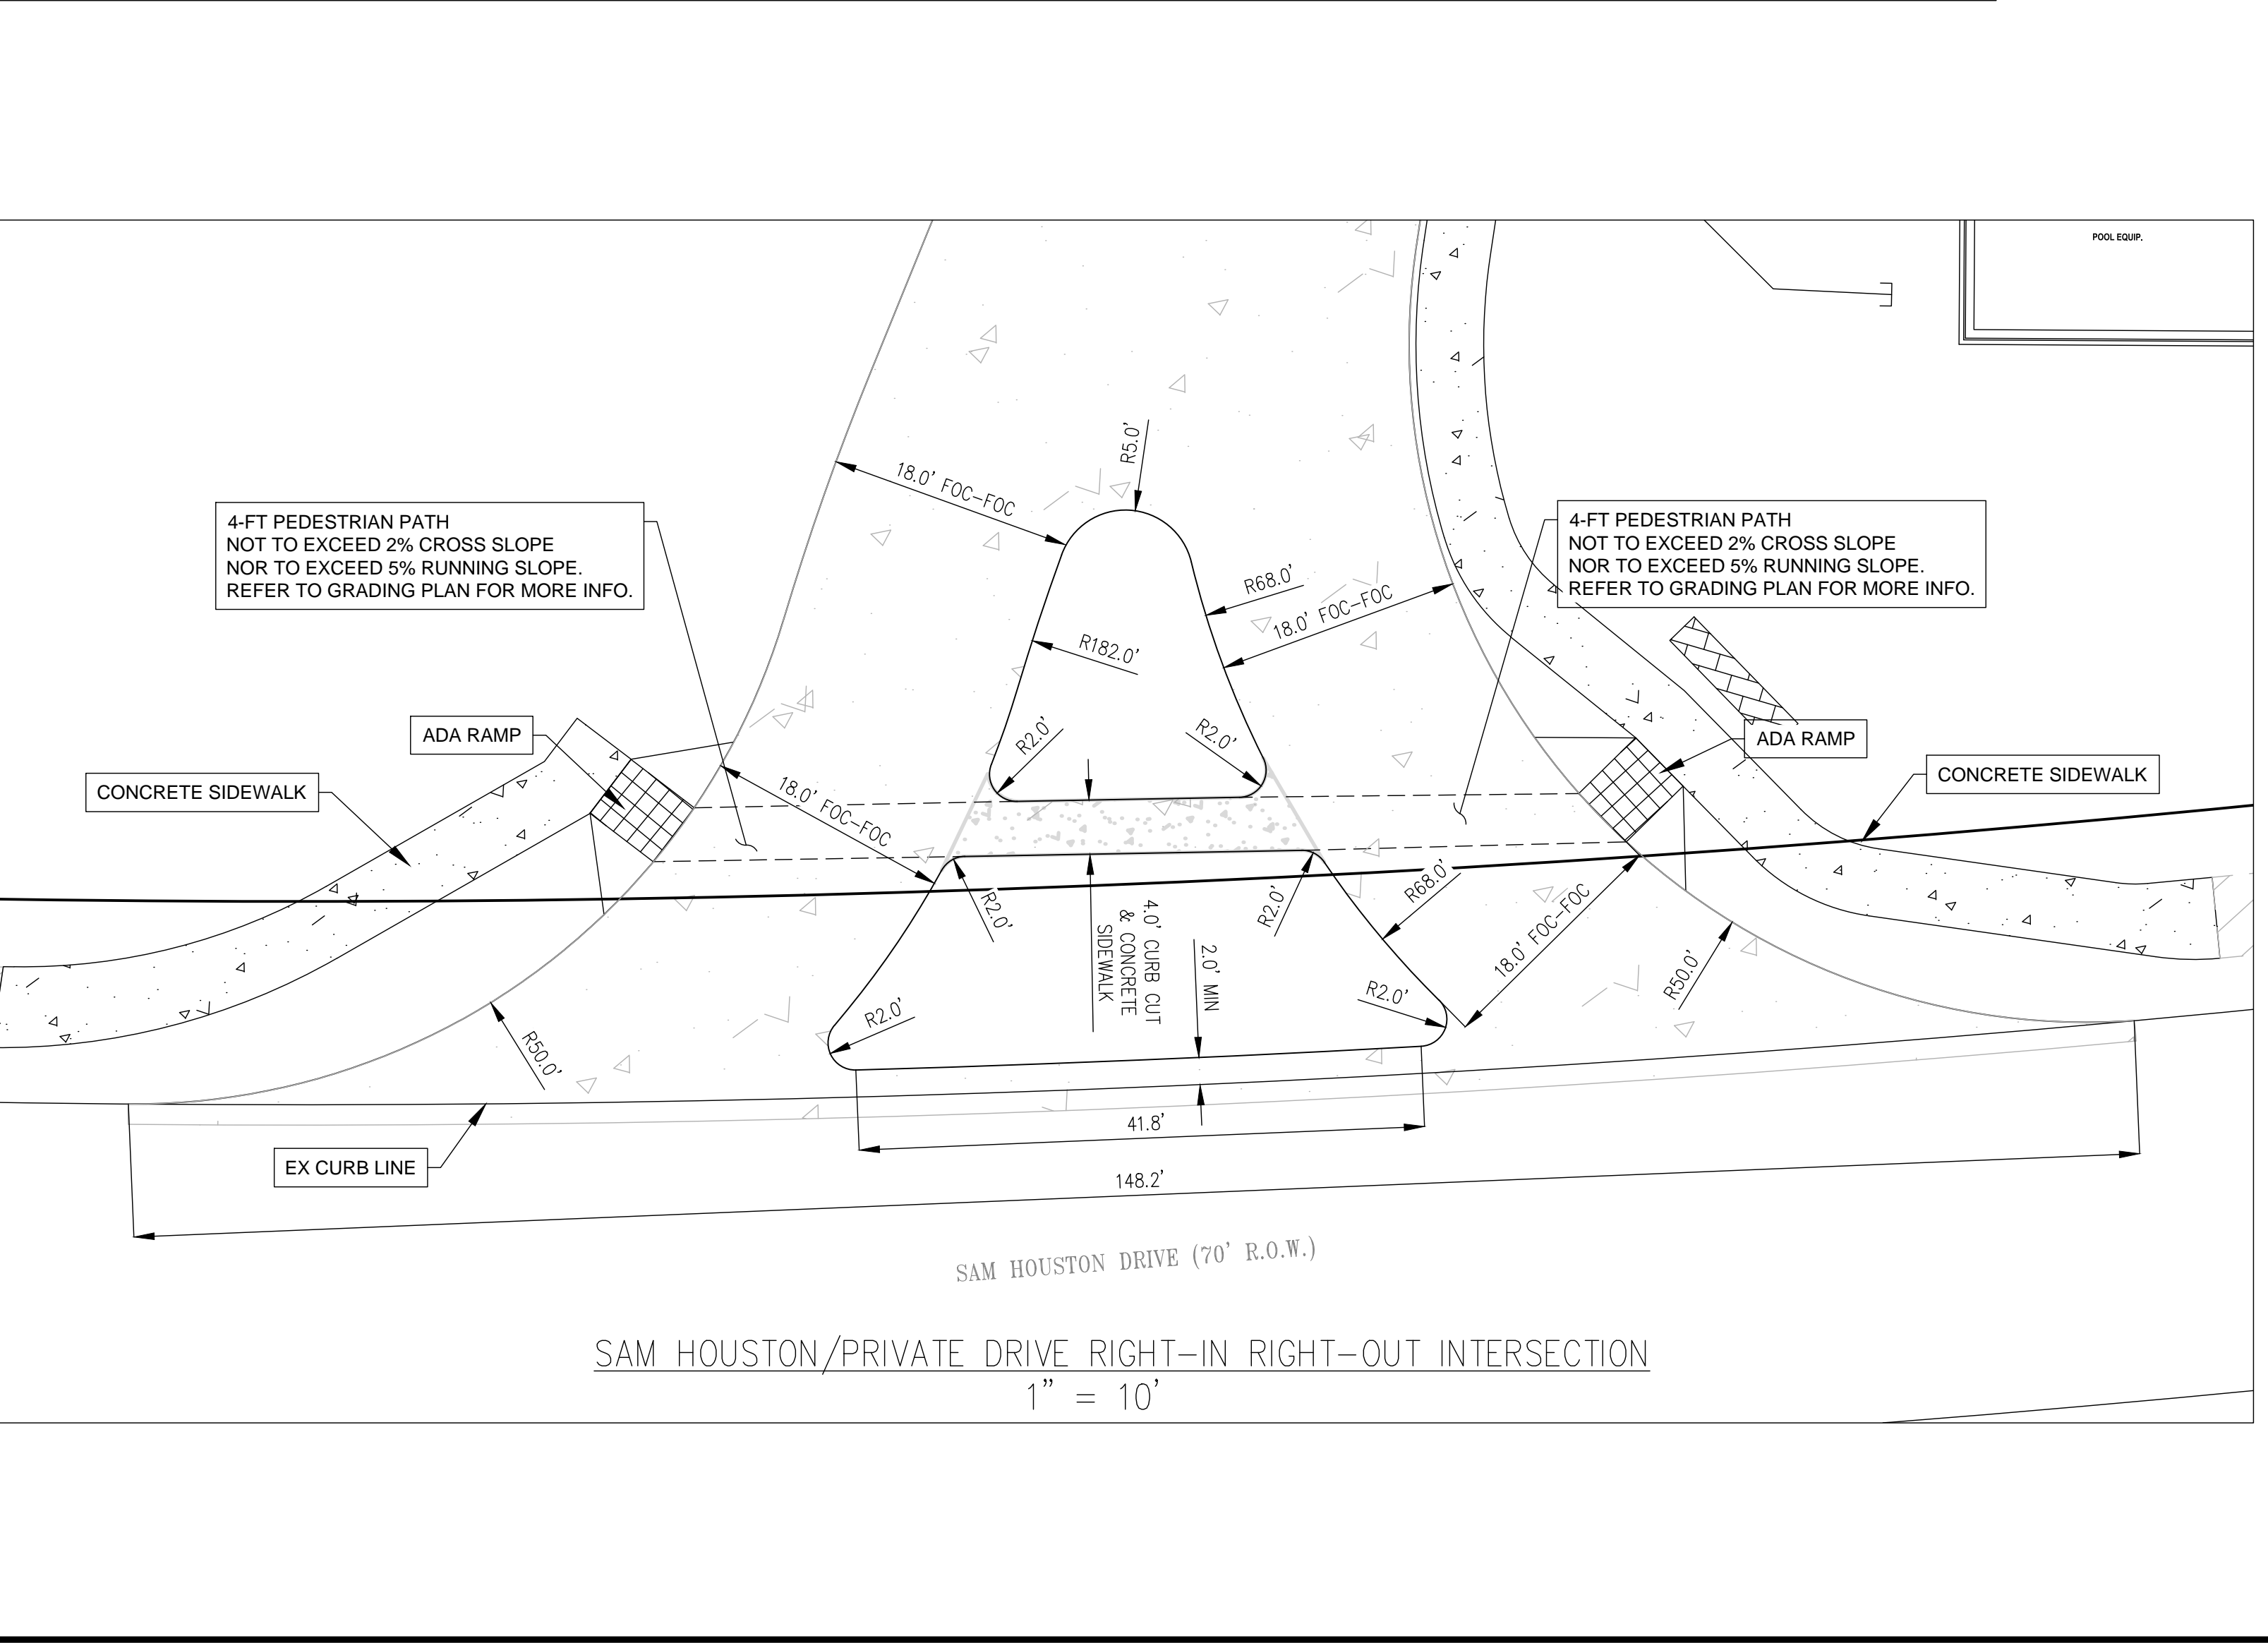 POOL EQUIP.
R5.0'
18.0' FOC-FOC
4-FT PEDESTRIAN PATH
NOT TO EXCEED 2% CROSS SLOPE
NOR TO EXCEED 5% RUNNING SLOPE.
REFER TO GRADING PLAN FOR MORE INFO.
4-FT PEDESTRIAN PATH
NOT TO EXCEED 2% CROSS SLOPE
NOR TO EXCEED 5% RUNNING SLOPE.
REFER TO GRADING PLAN FOR MORE INFO.
R68.0'
18.0' FOC-FOC
R182.0'
ADA RAMP
R2.0'
R2.0'
ADA RAMP
CONCRETE SIDEWALK
18.0' FOC-FOC
CONCRETE SIDEWALK
R2.0'
4.0' CURB CUT
& CONCRETE
SIDEWALK
R2.0'
R68.0'
18.0' FOC-FOC
2.0' MIN
R2.0'
R2.0'
R50.0'
R50.0'
41.8'
EX CURB LINE
148.2'
SAM HOUSTON DRIVE (70' R.O.W.)
SAM HOUSTON/PRIVATE DRIVE RIGHT-IN RIGHT-OUT INTERSECTION
1" = 10'